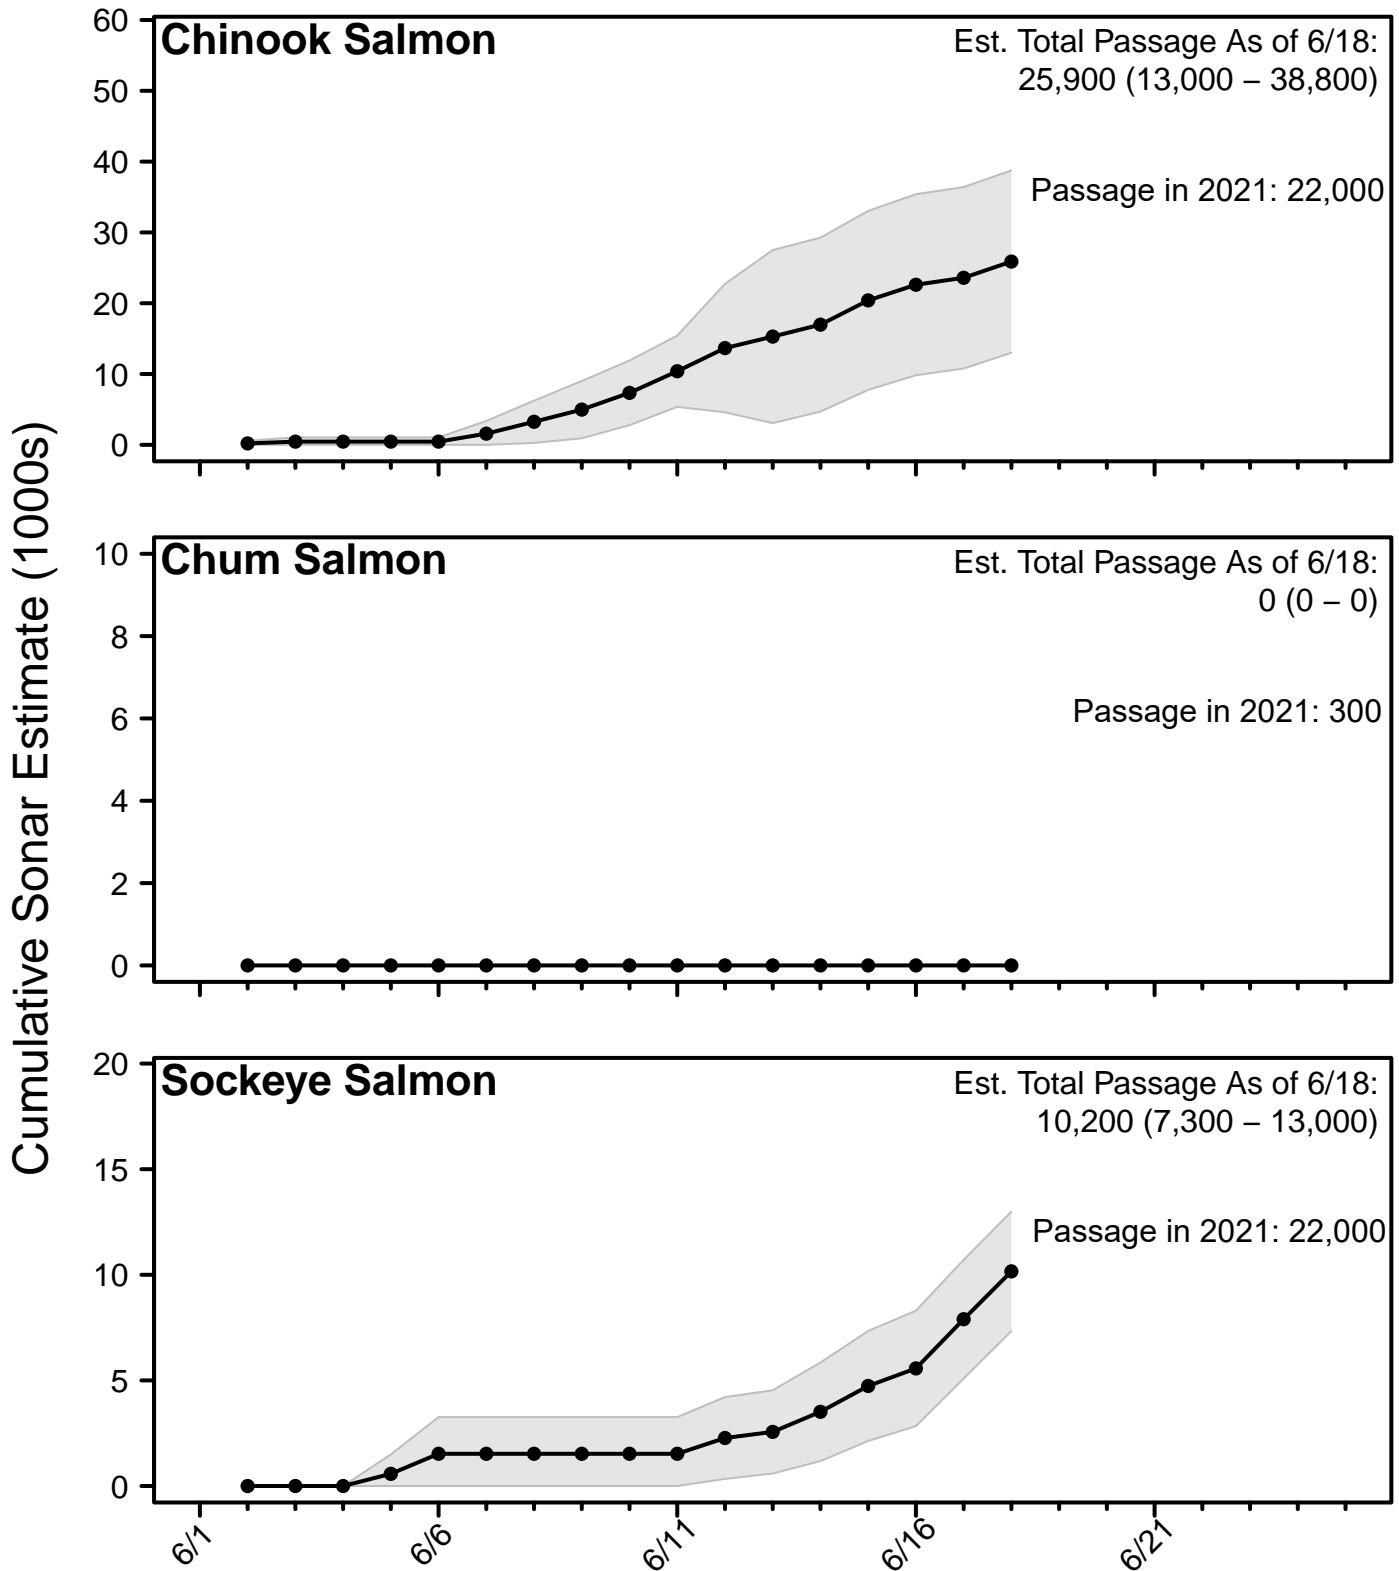 Cumulative Sonar Estimate (1000s)
Chinook Salmon
Est. Total Passage As of 6/18:
25,900 (13,000 – 38,800)
Passage in 2021: 22,000
60
50
40
30
20
10
0
Chum Salmon
Est. Total Passage As of 6/18:
0 (0 – 0)
Passage in 2021: 300
10
8
6
4
2
0
Sockeye Salmon
Est. Total Passage As of 6/18:
10,200 (7,300 – 13,000)
Passage in 2021: 22,000
20
15
10
5
0
6/1
6/6
6/11
6/16
6/21